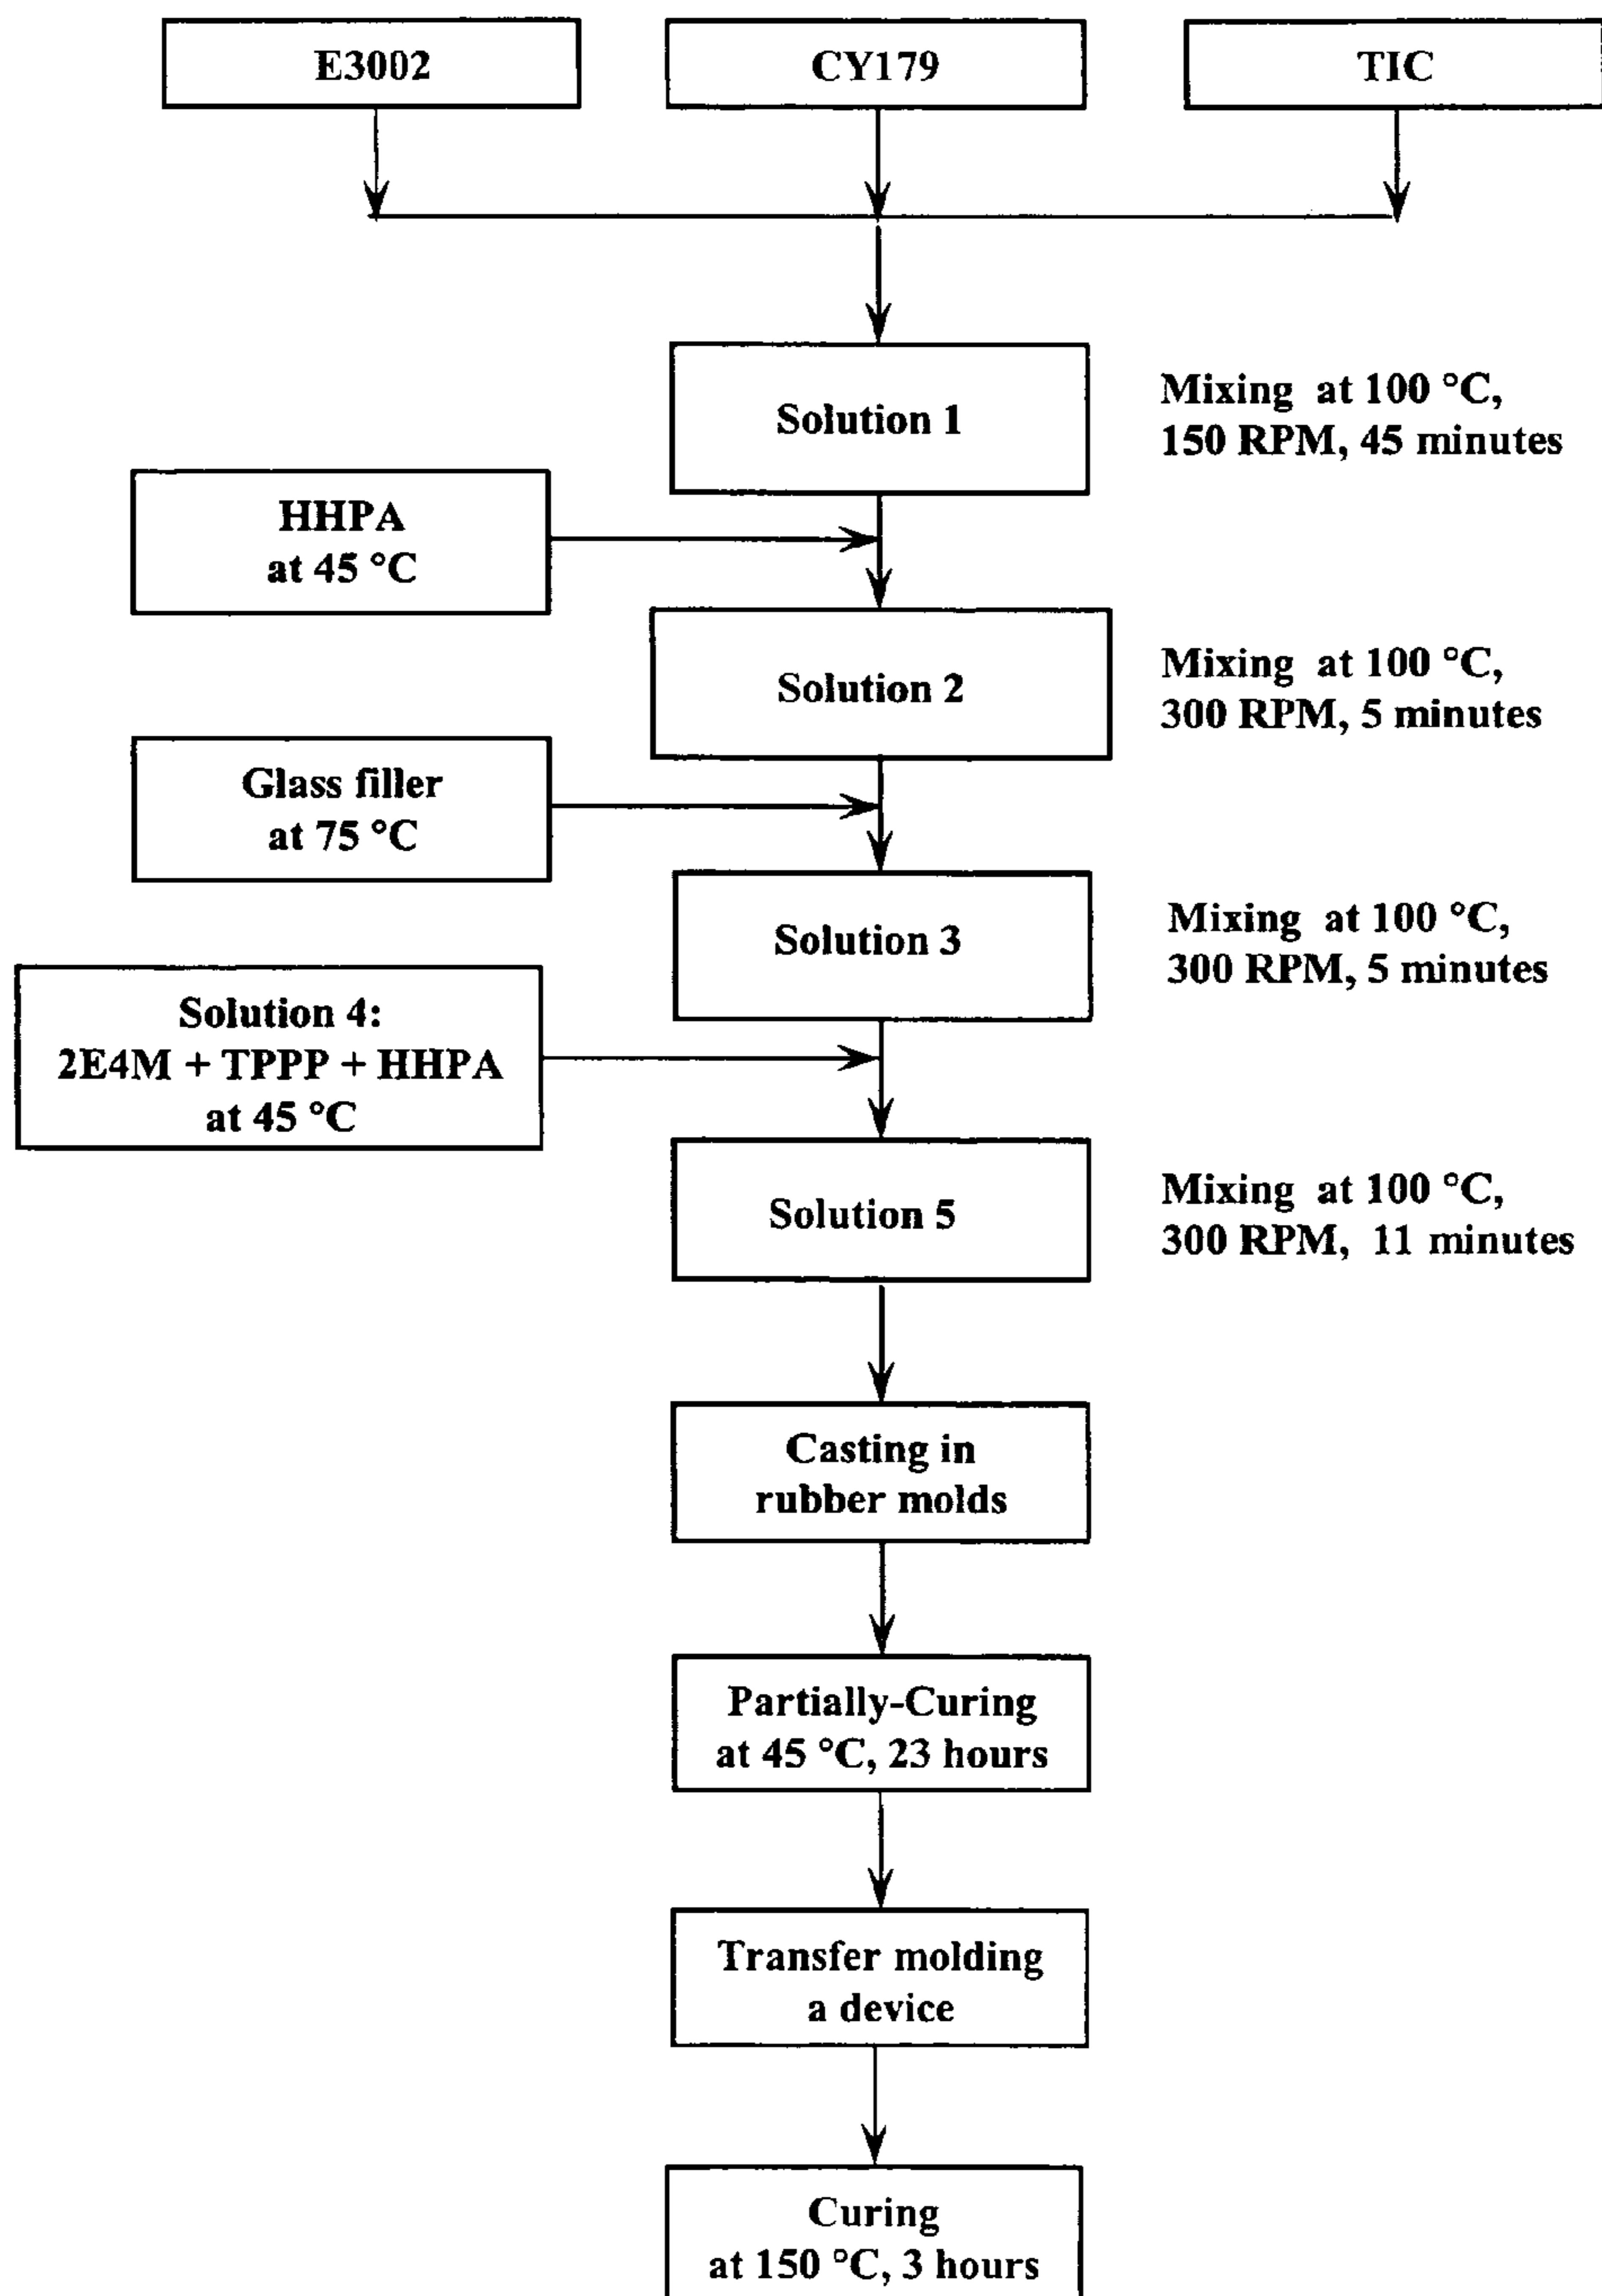 E3002
CY179
TIC
Solution 1
Mixing at 100 °C,
150 RPM, 45 minutes
HHPA
at 45 °C
Solution 2
Mixing at 100 °C,
300 RPM, 5 minutes
Glass filler
at 75 °C
Solution 3
Mixing at 100 °C,
300 RPM, 5 minutes
Solution 4:
2E4M + TPPP + HHPA
at 45 °C
Solution 5
Mixing at 100 °C,
300 RPM, 11 minutes
Casting in
rubber molds
Partially-Curing
at 45 °C, 23 hours
Transfer molding
a device
Curing
at 150 °C, 3 hours